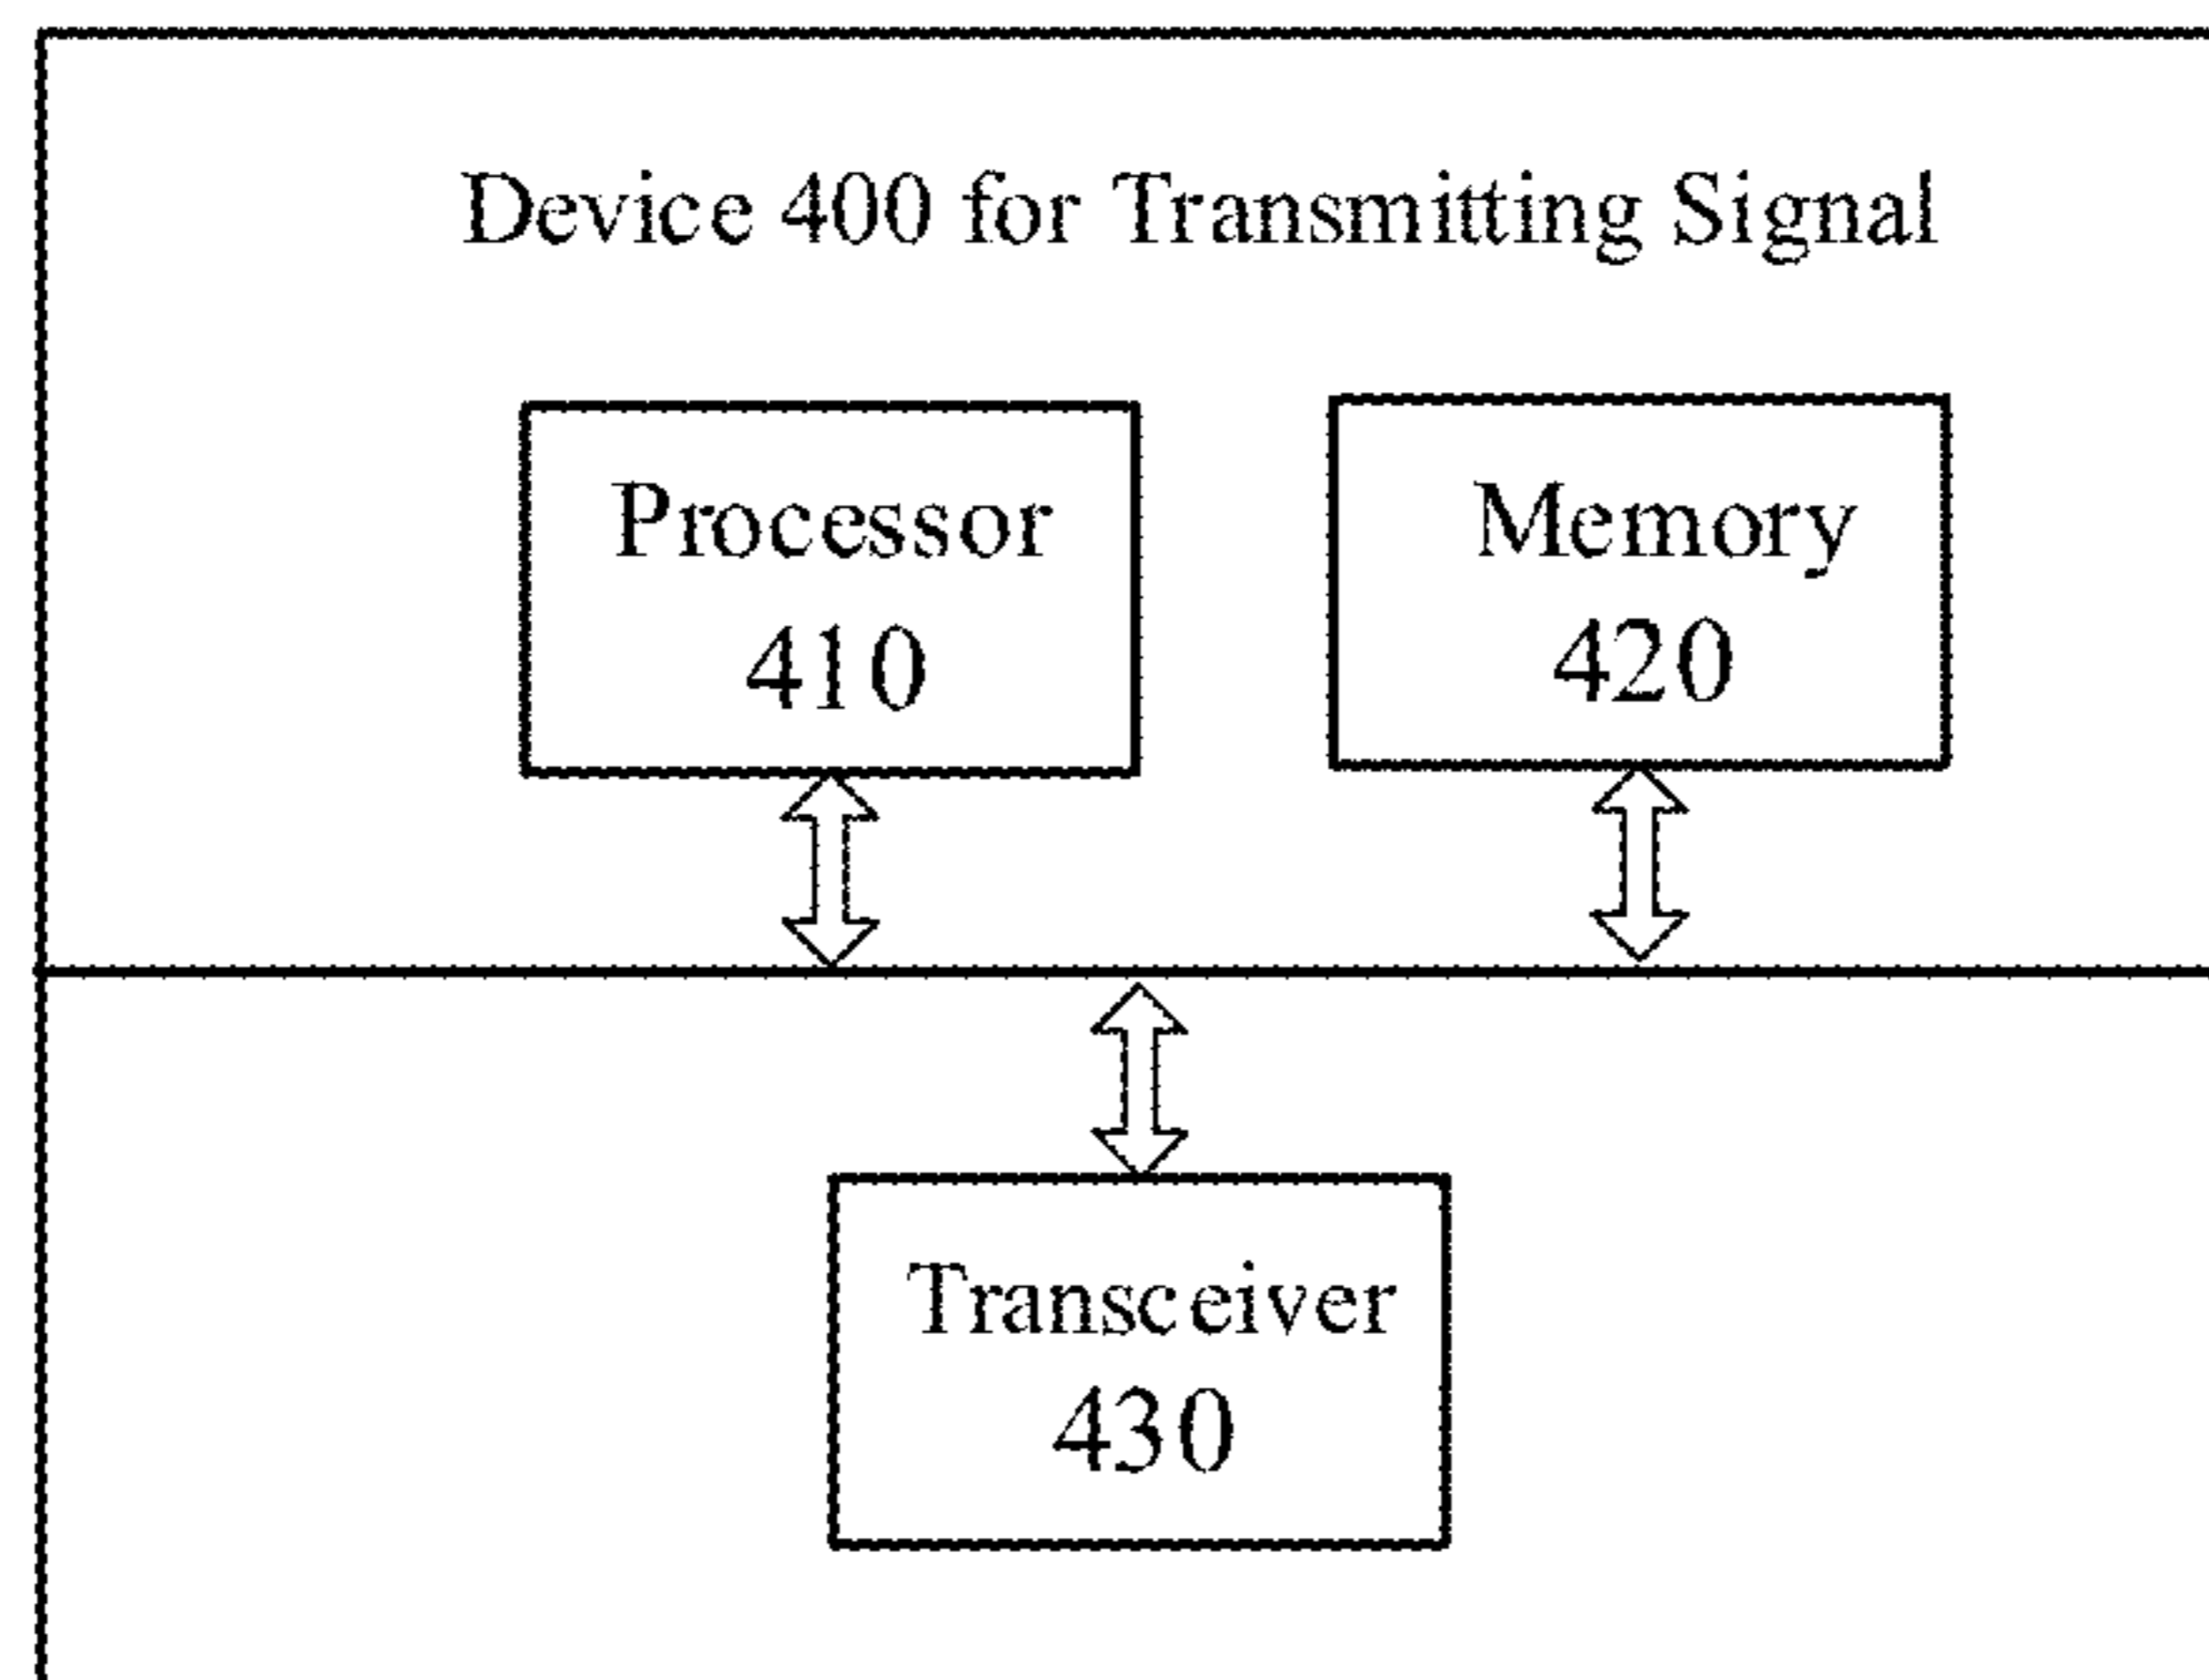 Device 400 for Transmitting Signal
Processor
410
Memory
420
Transceiver
430